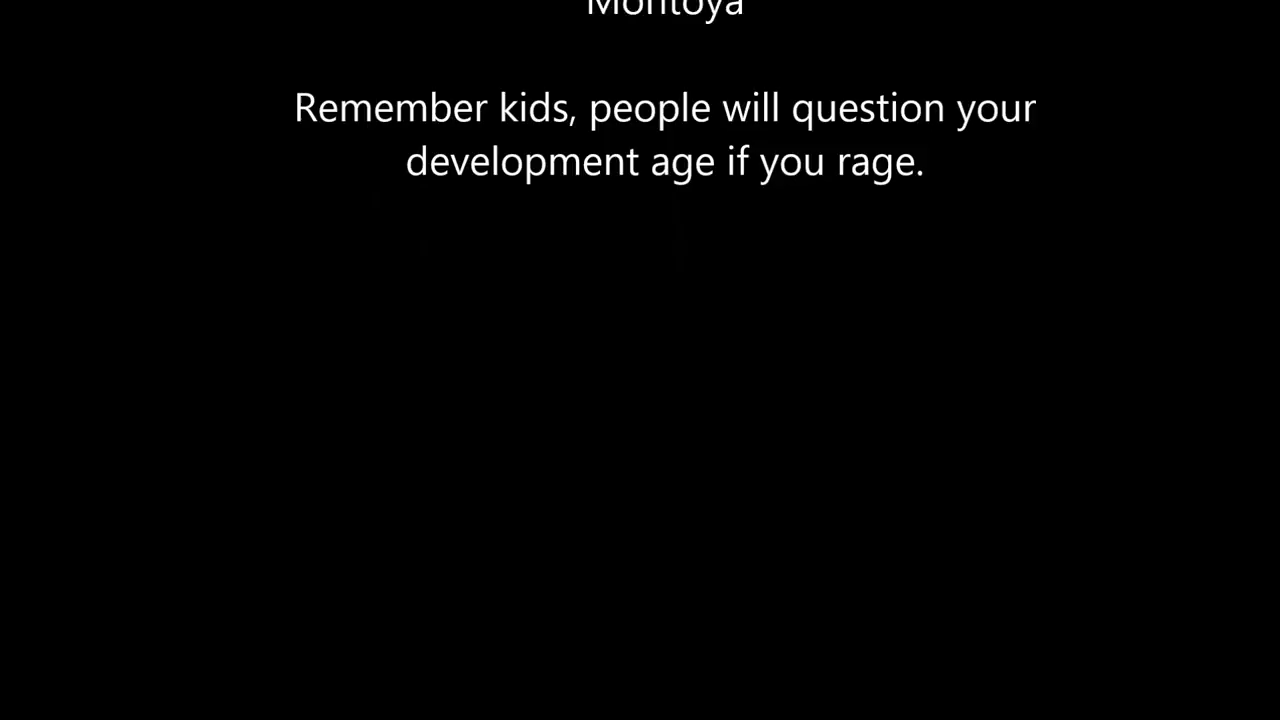 Montoya
Remember kids, people will question your
development age if you rage.